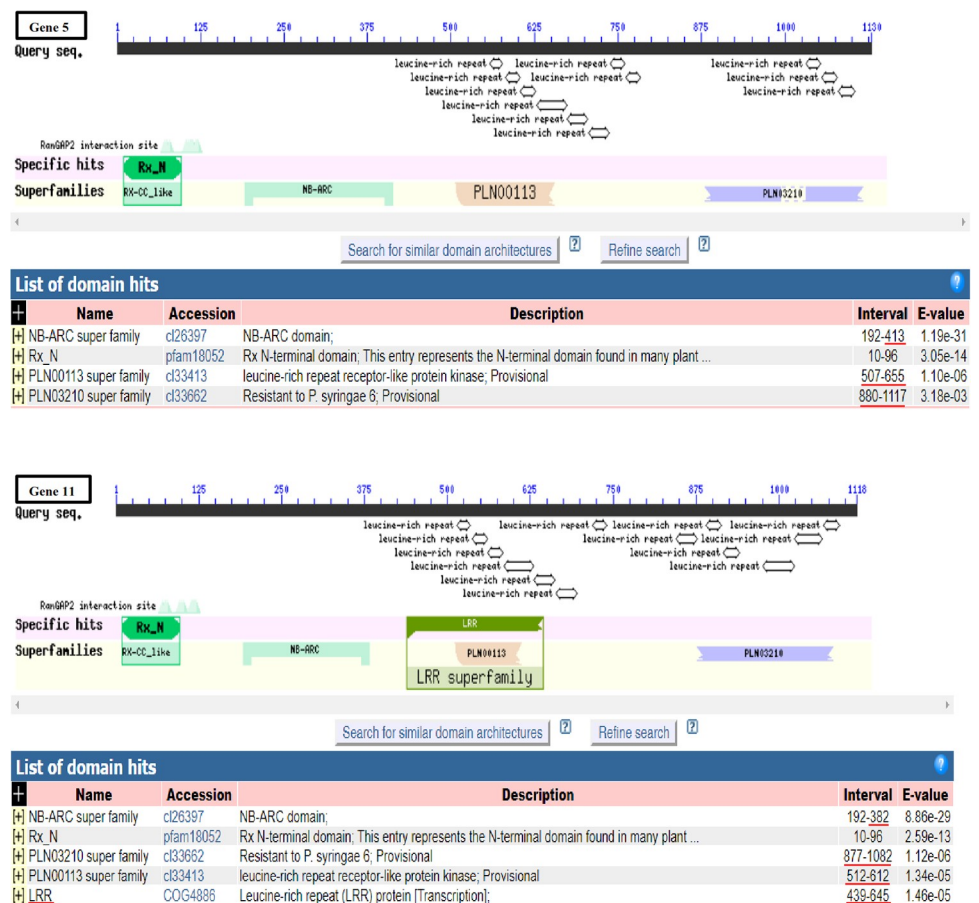 Gene 5
1 125 250 375 500 625 750 875 1000 1130
Query seq.
leucine-rich repeat leucine-rich repeat leucine-rich repeat
leucine-rich repeat leucine-rich repeat leucine-rich repeat
leucine-rich repeat leucine-rich repeat
leucine-rich repeat
leucine-rich repeat
leucine-rich repeat
RanGAP2 interaction site
Specific hits Rx_N
Superfamilies RX-CC_like NB-ARC PLN00113 PLN03210
Search for similar domain architectures ? Refine search ?
List of domain hits ?
+ Name Accession Description Interval E-value
[+] NB-ARC super family cl26397 NB-ARC domain; 192-413 1.19e-31
[+] Rx_N pfam18052 Rx N-terminal domain; This entry represents the N-terminal domain found in many plant ... 10-96 3.05e-14
[+] PLN00113 super family cl33413 leucine-rich repeat receptor-like protein kinase; Provisional 507-655 1.10e-06
[+] PLN03210 super family cl33662 Resistant to P. syringae 6; Provisional 880-1117 3.18e-03
Gene 11
1 125 250 375 500 625 750 875 1000 1118
Query seq.
leucine-rich repeat leucine-rich repeat leucine-rich repeat leucine-rich repeat
leucine-rich repeat leucine-rich repeat leucine-rich repeat
leucine-rich repeat leucine-rich repeat
leucine-rich repeat leucine-rich repeat
leucine-rich repeat
leucine-rich repeat
RanGAP2 interaction site
Specific hits Rx_N LRR
Superfamilies RX-CC_like NB-ARC PLN00113 PLN03210
LRR superfamily
Search for similar domain architectures ? Refine search ?
List of domain hits ?
+ Name Accession Description Interval E-value
[+] NB-ARC super family cl26397 NB-ARC domain; 192-382 8.86e-29
[+] Rx_N pfam18052 Rx N-terminal domain; This entry represents the N-terminal domain found in many plant ... 10-96 2.59e-13
[+] PLN03210 super family cl33662 Resistant to P. syringae 6; Provisional 877-1082 1.12e-06
[+] PLN00113 super family cl33413 leucine-rich repeat receptor-like protein kinase; Provisional 512-612 1.34e-05
[+] LRR COG4886 Leucine-rich repeat (LRR) protein [Transcription]; 439-645 1.46e-05